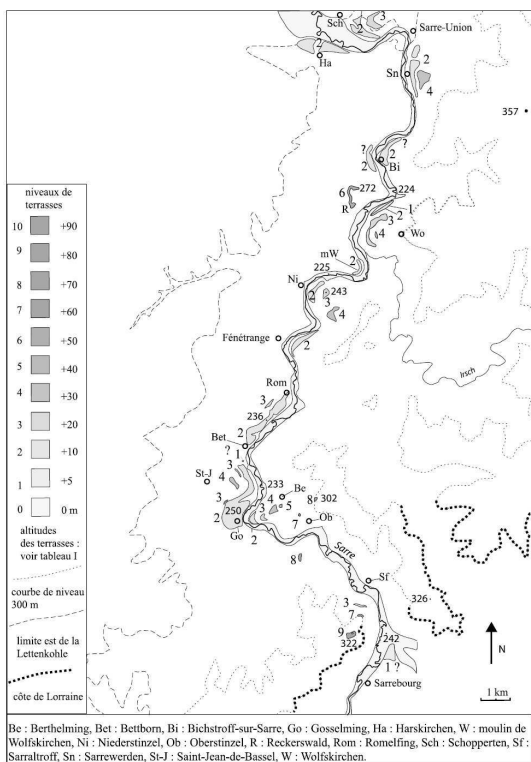 Sch
Sarre-Union
3
2
2
Ha
2
Sn
4
357
?
?
2
2
Bi
6
272
224
R
1
2
3
4
Wo
mW
2
225
Ni
2
243
3
4
Fénétrange
2
Irsch
Rom
3
236
2
Bet
?
1
St-J
3
4
233
Be
3
4
5
8
302
250
3
7
Ob
2
Go
2
Sarre
8
Sf
326
3
7
9
322
242
1 ?
Sarrebourg
N
1 km
niveaux de
terrasses
10 +90
9 +80
8 +70
7 +60
6 +50
5 +40
4 +30
3 +20
2 +10
1 +5
0 0 m
altitudes
des terrasses :
voir tableau I
courbe de niveau
300 m
limite est de la
Lettenkohle
côte de Lorraine
Be : Berthelming, Bet : Bettborn, Bi : Bichstroff-sur-Sarre, Go : Gosselming, Ha : Harskirchen, W : moulin de
Wolfskirchen, Ni : Niederstinzel, Ob : Oberstinzel, R : Reckerswald, Rom : Romelfing, Sch : Schopperten, Sf :
Sarraltroff, Sn : Sarrewerden, St-J : Saint-Jean-de-Bassel, W : Wolfskirchen.